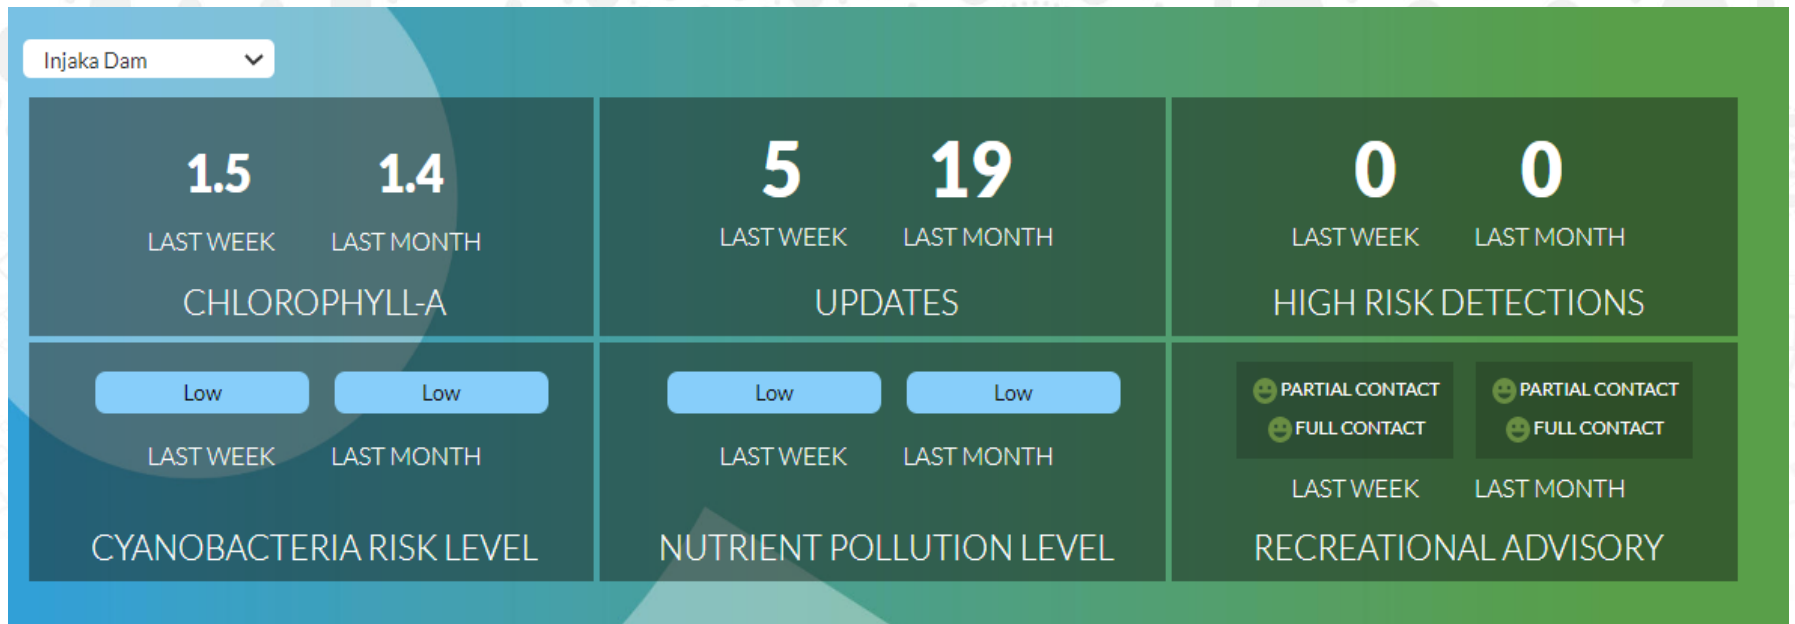 Injaka Dam
1.5 1.4
LAST WEEK LAST MONTH
CHLOROPHYLL-A
5 19
LAST WEEK LAST MONTH
UPDATES
0 0
LAST WEEK LAST MONTH
HIGH RISK DETECTIONS
Low Low
LAST WEEK LAST MONTH
CYANOBACTERIA RISK LEVEL
Low Low
LAST WEEK LAST MONTH
NUTRIENT POLLUTION LEVEL
PARTIAL CONTACT PARTIAL CONTACT
FULL CONTACT FULL CONTACT
LAST WEEK LAST MONTH
RECREATIONAL ADVISORY